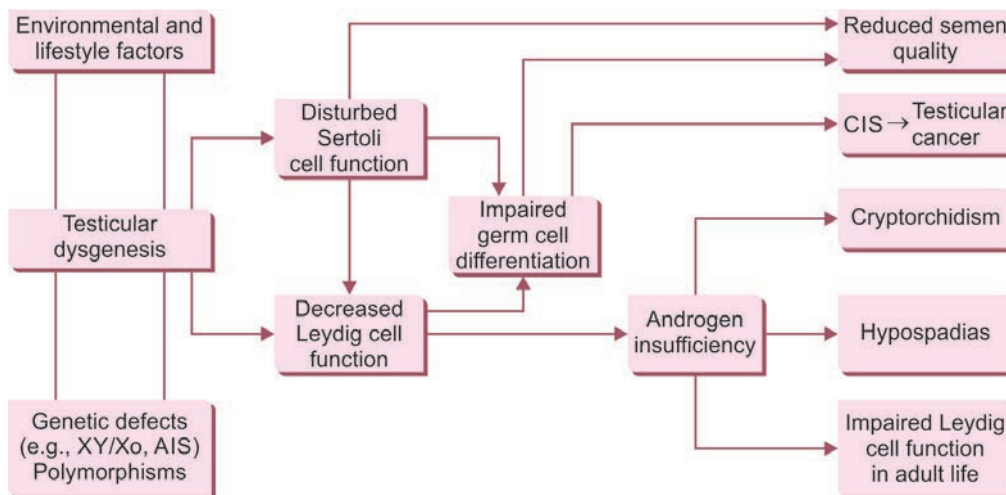 Environmental and
lifestyle factors
Testicular
dysgenesis
Genetic defects
(e.g., XY/Xo, AIS)
Polymorphisms
Disturbed
Sertoli
cell function
Decreased
Leydig cell
function
Impaired
germ cell
differentiation
Androgen
insufficiency
Reduced semen
quality
CIS → Testicular
cancer
Cryptorchidism
Hypospadias
Impaired Leydig
cell function
in adult life